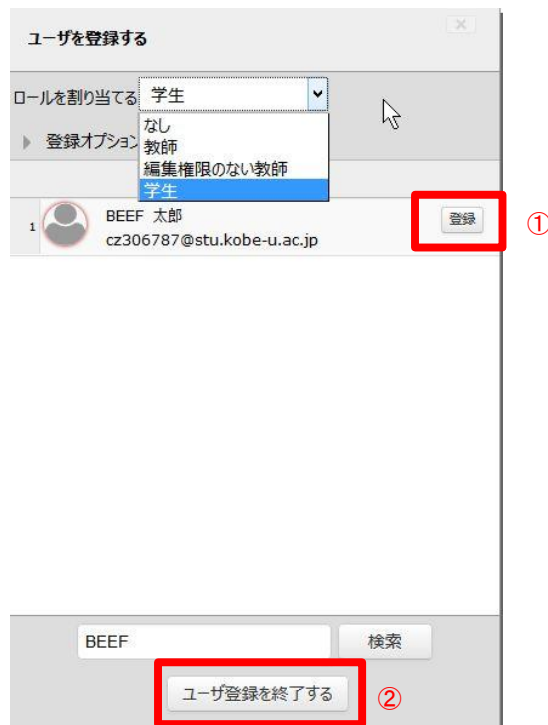 ユーザを登録する
ロールを割り当てる 学生
なし
▶ 登録オプション
教師
編集権限のない教師
学生
1 BEEF 太郎 登録 ①
cz306787@stu.kobe-u.ac.jp
BEEF 検索
ユーザ登録を終了する ②